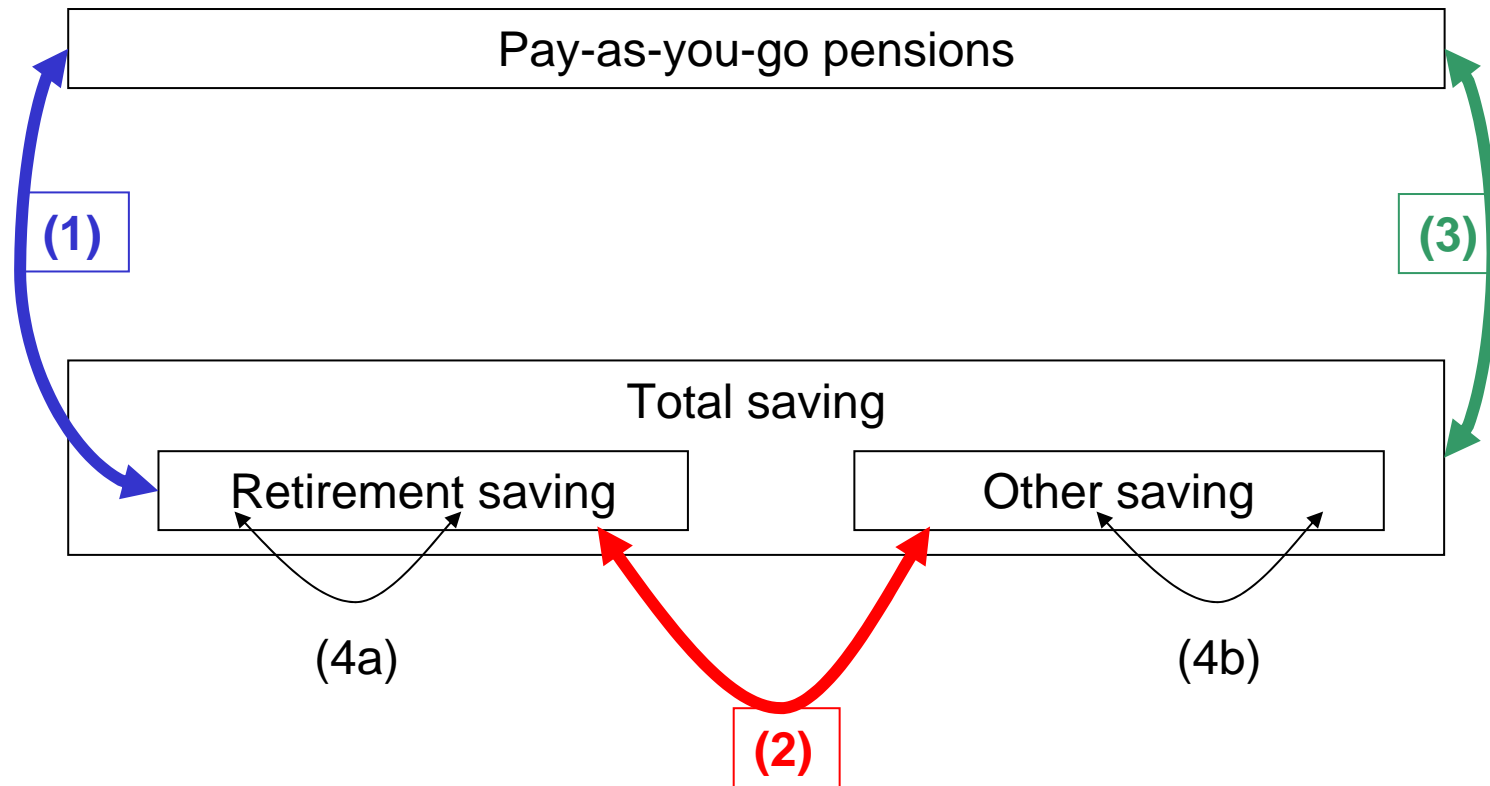 Pay-as-you-go pensions
(1)
(3)
Total saving
Retirement saving
Other saving
(4a)
(4b)
(2)